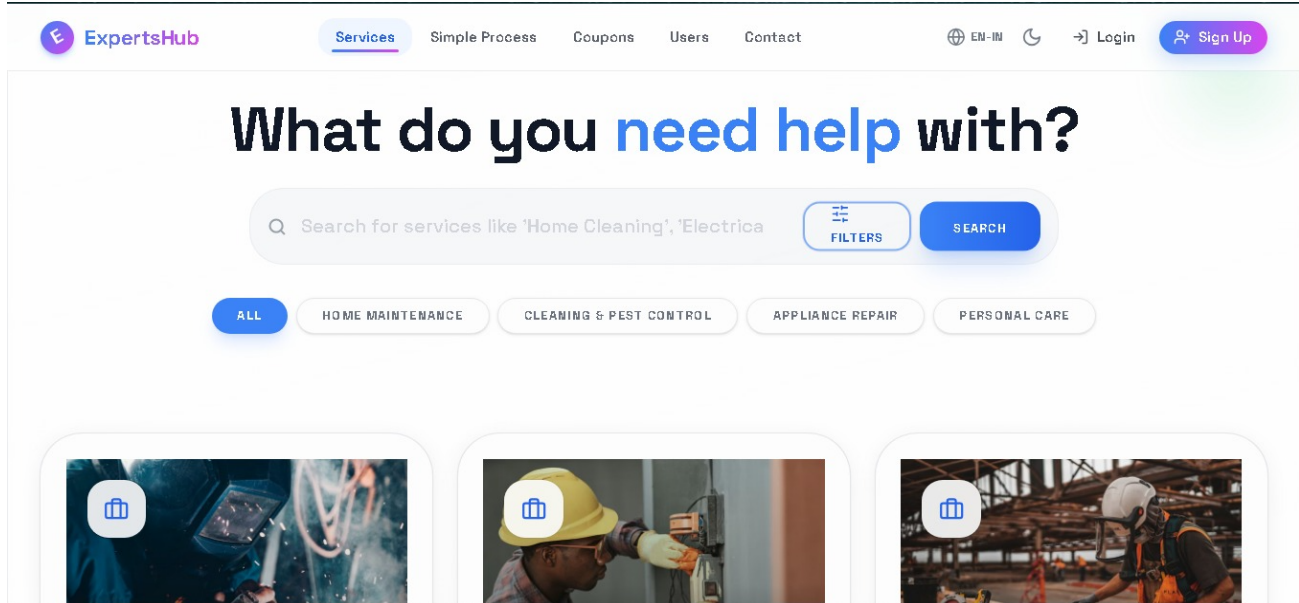 E ExpertsHub Services Simple Process Coupons Users Contact EN-IN Login Sign Up
What do you need help with?
Search for services like 'Home Cleaning', 'Electrica FILTERS SEARCH
ALL HOME MAINTENANCE CLEANING & PEST CONTROL APPLIANCE REPAIR PERSONAL CARE